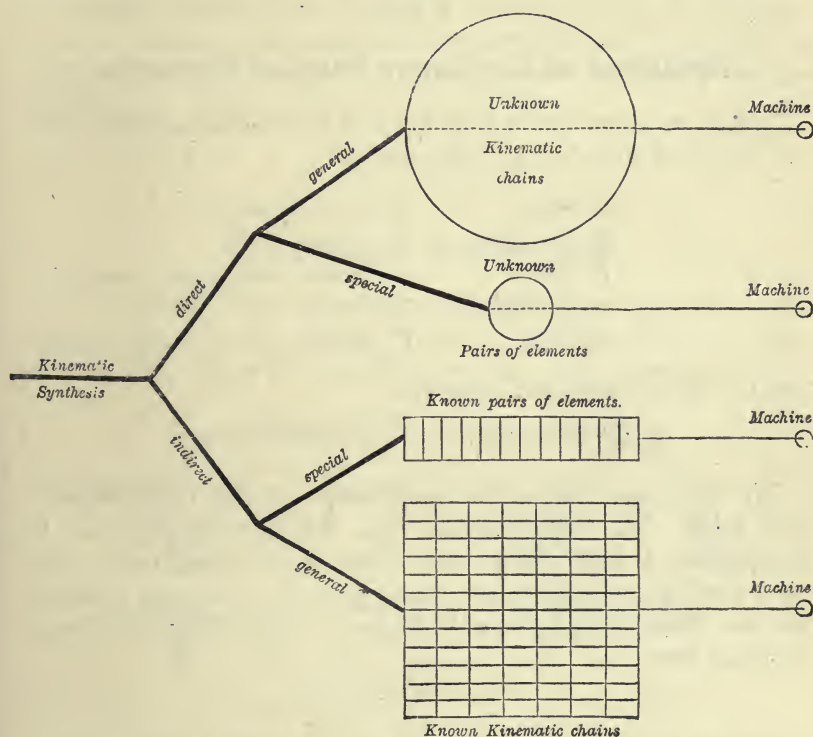 Unknown
Machine
Kinematic
chains
general
direct
special
Unknown
Machine
Pairs of elements
Kinematic
Synthesis
indirect
Known pairs of elements.
special
Machine
general
Machine
Known Kinematic chains